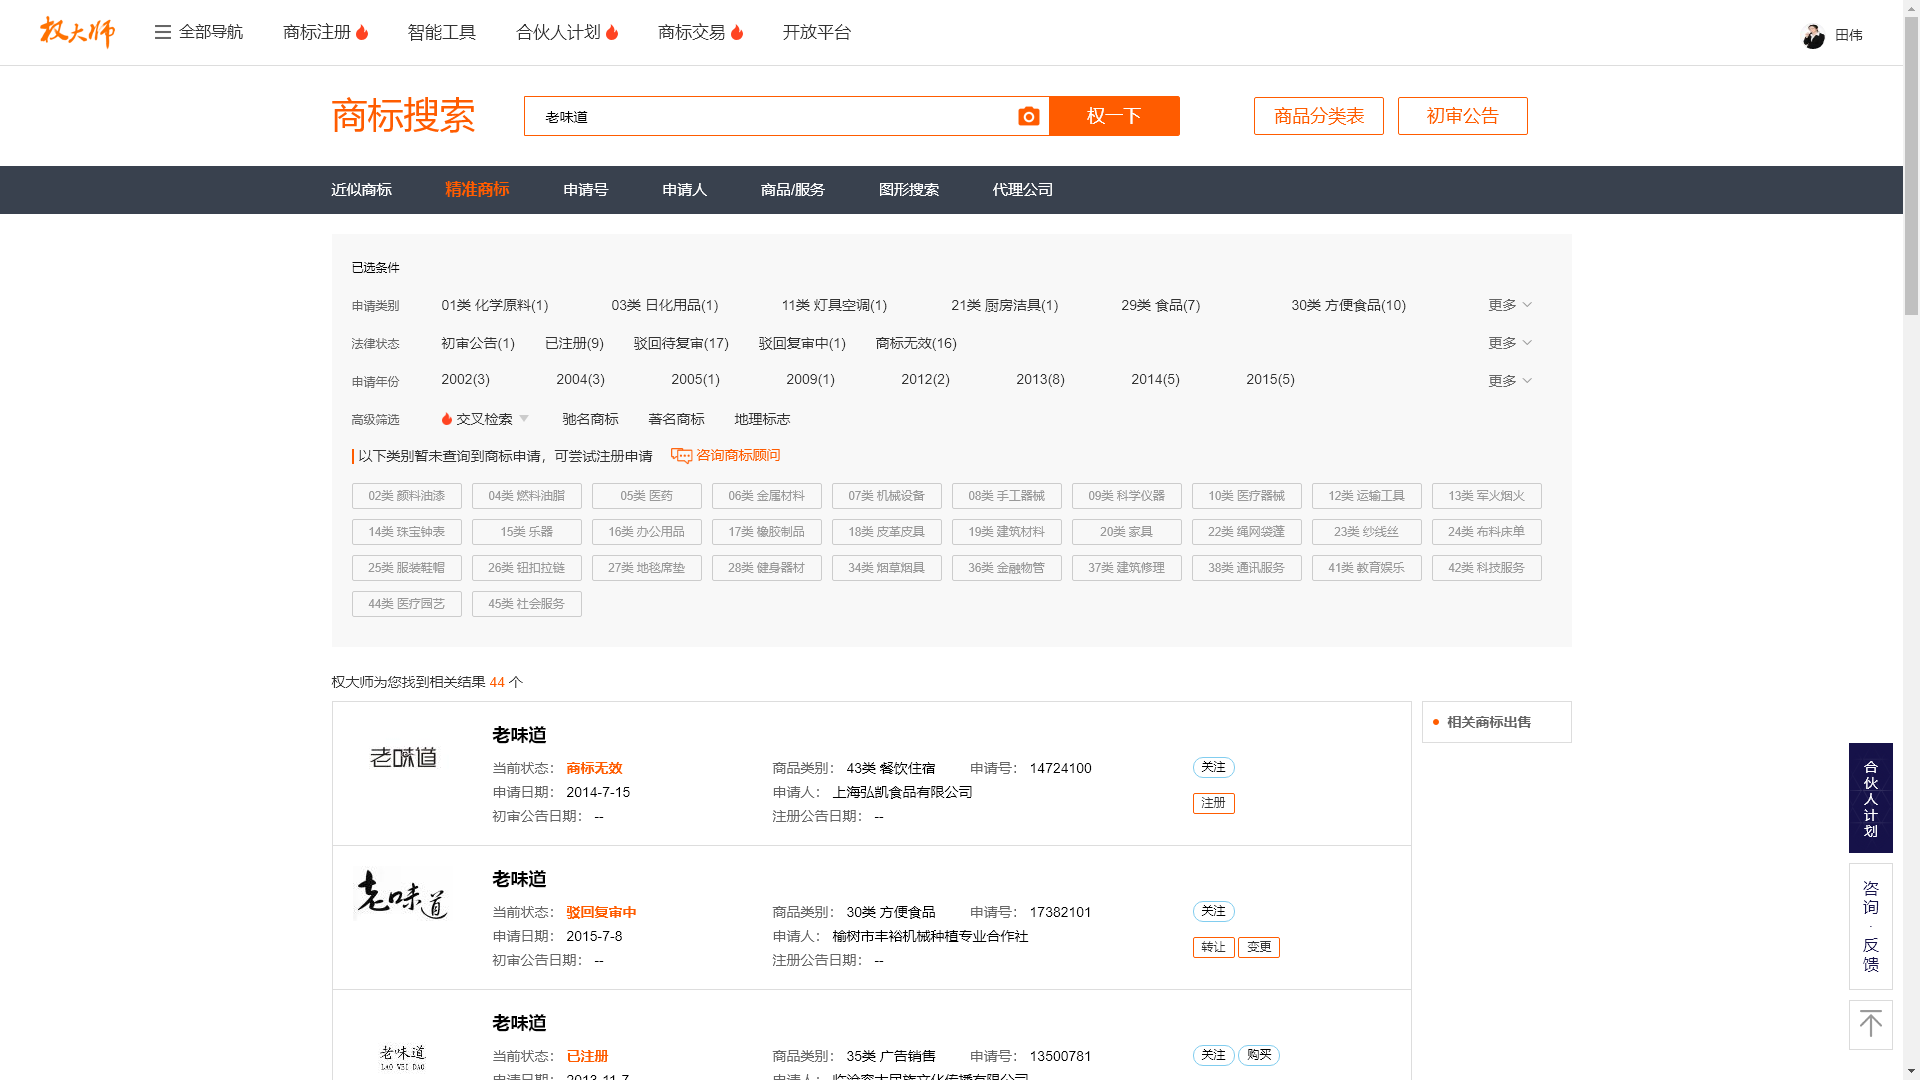 权大师 全部导航 商标注册 智能工具 合伙人计划 商标交易 开放平台 田伟
商标搜索 老味道 权一下 商品分类表 初审公告
近似商标 精准商标 申请号 申请人 商品/服务 图形搜索 代理公司
已选条件
申请类别 01类 化学原料(1) 03类 日化用品(1) 11类 灯具空调(1) 21类 厨房洁具(1) 29类 食品(7) 30类 方便食品(10) 更多
法律状态 初审公告(1) 已注册(9) 驳回待复审(17) 驳回复审中(1) 商标无效(16) 更多
申请年份 2002(3) 2004(3) 2005(1) 2009(1) 2012(2) 2013(8) 2014(5) 2015(5) 更多
高级筛选 交叉检索 驰名商标 著名商标 地理标志
以下类别暂未查询到商标申请，可尝试注册申请 咨询商标顾问
02类 颜料油漆 04类 燃料油脂 05类 医药 06类 金属材料 07类 机械设备 08类 手工器械 09类 科学仪器 10类 医疗器械 12类 运输工具 13类 军火烟火
14类 珠宝钟表 15类 乐器 16类 办公用品 17类 橡胶制品 18类 皮革皮具 19类 建筑材料 20类 家具 22类 绳网袋蓬 23类 纱线丝 24类 布料床单
25类 服装鞋帽 26类 钮扣拉链 27类 地毯席垫 28类 健身器材 34类 烟草烟具 36类 金融物管 37类 建筑修理 38类 通讯服务 41类 教育娱乐 42类 科技服务
44类 医疗园艺 45类 社会服务
权大师为您找到相关结果 44 个
相关商标出售
老味道
老味道
当前状态： 商标无效 商品类别： 43类 餐饮住宿 申请号： 14724100 关注
申请日期： 2014-7-15 申请人： 上海弘凯食品有限公司 注册
初审公告日期： -- 注册公告日期： --
老味道
老味道
当前状态： 驳回复审中 商品类别： 30类 方便食品 申请号： 17382101 关注
申请日期： 2015-7-8 申请人： 榆树市丰裕机械种植专业合作社 转让 变更
初审公告日期： -- 注册公告日期： --
老味道
老味道
LAO WEI DAO
当前状态： 已注册 商品类别： 35类 广告销售 申请号： 13500781 关注 购买
申请日期： 2013-11-7 申请人：
合伙人计划
咨询·反馈